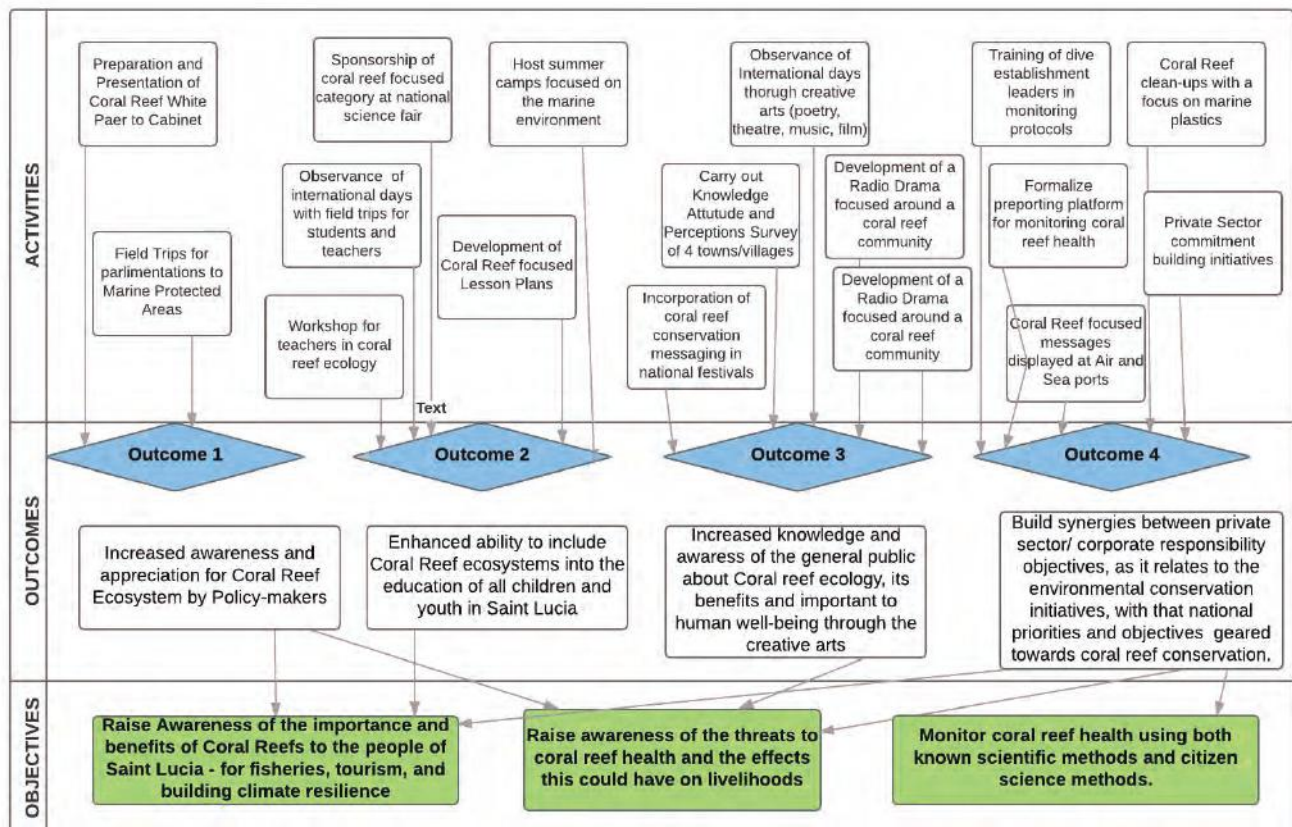 ACTIVITIES
Preparation and
Presentation of
Coral Reef White
Paer to Cabinet
Field Trips for
parlimentations to
Marine Protected
Areas
Sponsorship of
coral reef focused
category at national
science fair
Observance of
international days
with field trips for
students and
teachers
Workshop for
teachers in coral
reef ecology
Host summer
camps focused on
the marine
environment
Development of
Coral Reef focused
Lesson Plans
Text
Observance of
International days
thorugh creative
arts (poetry,
theatre, music, film)
Carry out
Knowledge
Attutude and
Perceptions Survey
of 4 towns/villages
Incorporation of
coral reef
conservation
messaging in
national festivals
Development of a
Radio Drama
focused around a
coral reef
community
Development of a
Radio Drama
focused around a
coral reef
community
Training of dive
establishment
leaders in
monitoring
protocols
Formalize
preporting platform
for monitoring coral
reef health
Coral Reef focused
messages
displayed at Air and
Sea ports
Coral Reef
clean-ups with a
focus on marine
plastics
Private Sector
commitment
building initiatives
OUTCOMES
Outcome 1
Outcome 2
Outcome 3
Outcome 4
Increased awareness and
appreciation for Coral Reef
Ecosystem by Policy-makers
Enhanced ability to include
Coral Reef ecosystems into the
education of all children and
youth in Saint Lucia
Increased knowledge and
awaress of the general public
about Coral reef ecology, its
benefits and important to
human well-being through the
creative arts
Build synergies between private
sector/ corporate responsibility
objectives, as it relates to the
environmental conservation
initiatives, with that national
priorities and objectives geared
towards coral reef conservation.
OBJECTIVES
Raise Awareness of the importance and
benefits of Coral Reefs to the people of
Saint Lucia - for fisheries, tourism, and
building climate resilience
Raise awareness of the threats to
coral reef health and the effects
this could have on livelihoods
Monitor coral reef health using both
known scientific methods and citizen
science methods.